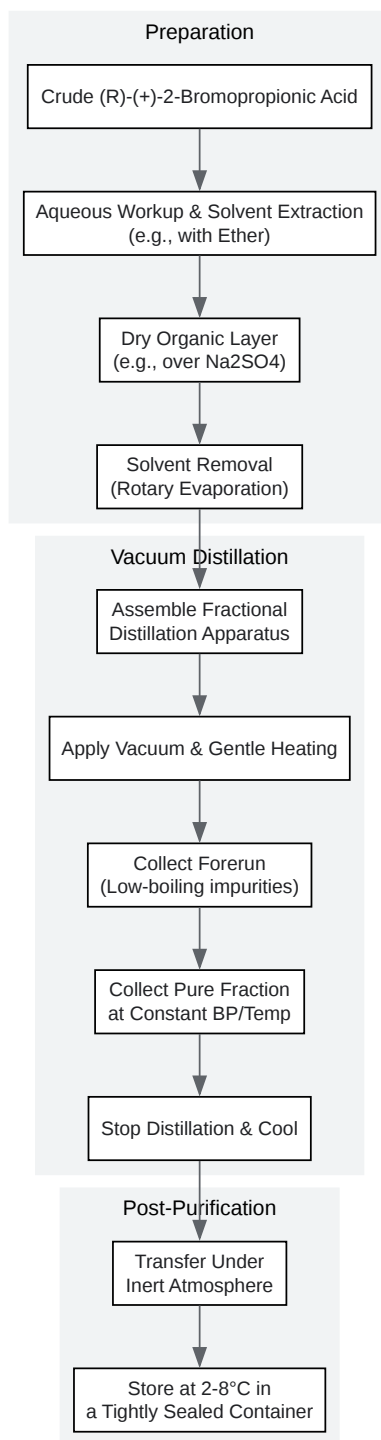 Preparation
Crude (R)-(+)-2-Bromopropionic Acid
Aqueous Workup & Solvent Extraction
(e.g., with Ether)
Dry Organic Layer
(e.g., over Na2SO4)
Solvent Removal
(Rotary Evaporation)
Vacuum Distillation
Assemble Fractional
Distillation Apparatus
Apply Vacuum & Gentle Heating
Collect Forerun
(Low-boiling impurities)
Collect Pure Fraction
at Constant BP/Temp
Stop Distillation & Cool
Post-Purification
Transfer Under
Inert Atmosphere
Store at 2-8°C in
a Tightly Sealed Container